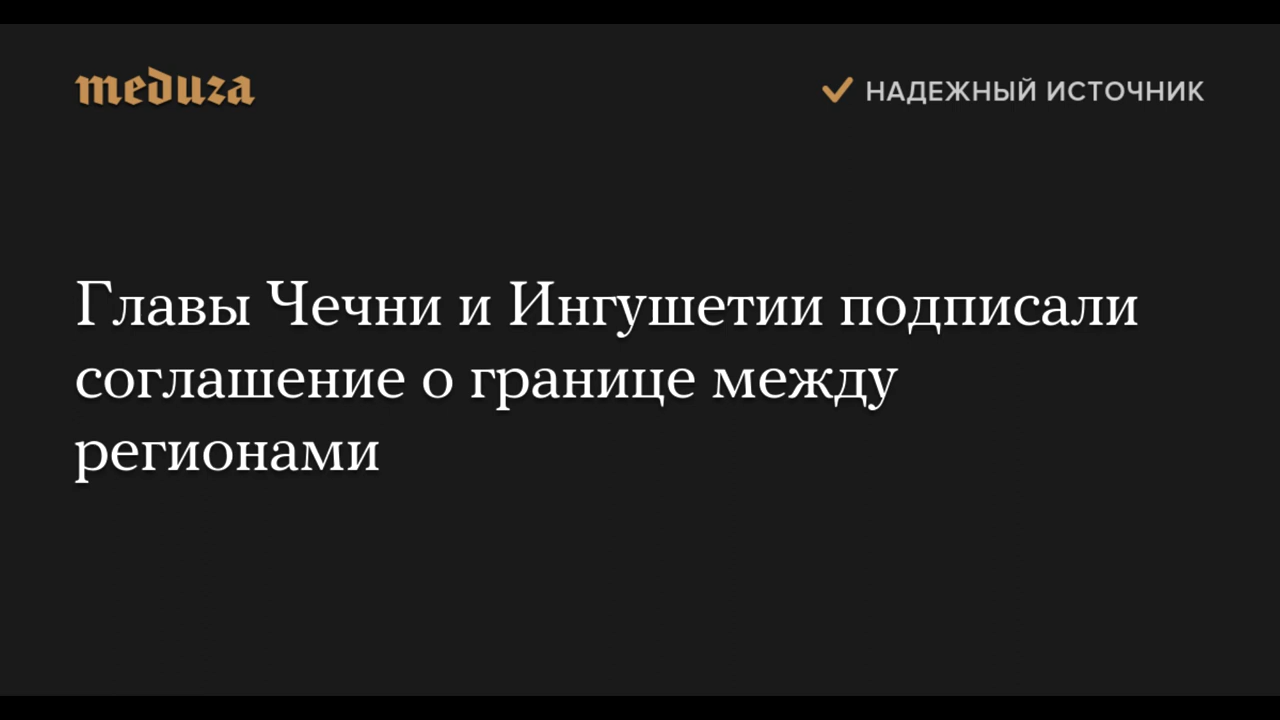 meduza
НАДЕЖНЫЙ ИСТОЧНИК
Главы Чечни и Ингушетии подписали
соглашение о границе между
регионами